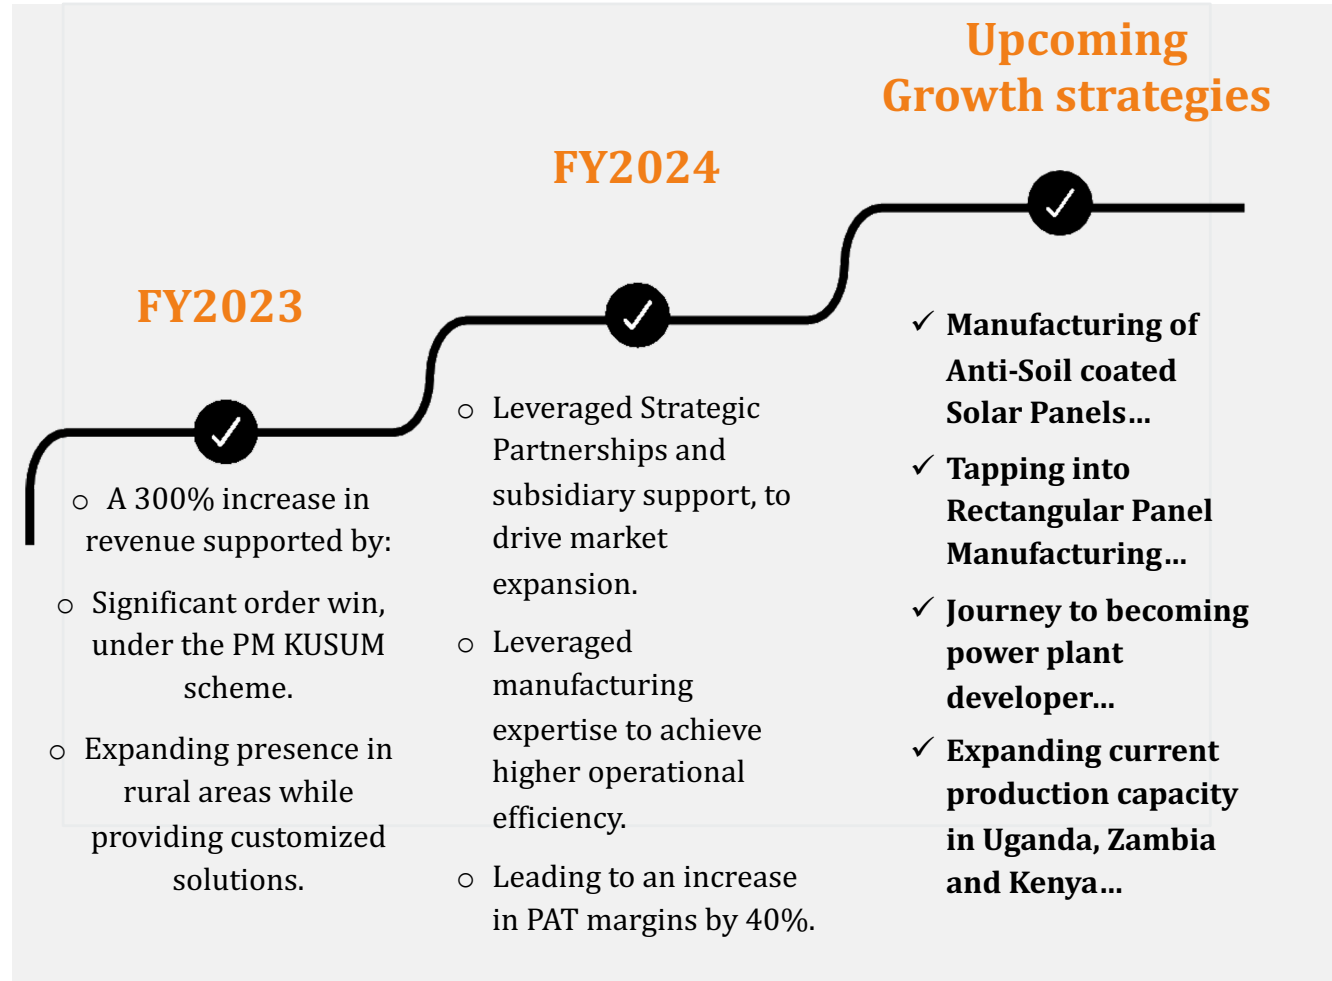 FY2023
○ A 300% increase in
revenue supported by:
○ Significant order win,
under the PM KUSUM
scheme.
○ Expanding presence in
rural areas while
providing customized
solutions.
FY2024
○ Leveraged Strategic
Partnerships and
subsidiary support, to
drive market
expansion.
○ Leveraged
manufacturing
expertise to achieve
higher operational
efficiency.
○ Leading to an increase
in PAT margins by 40%.
Upcoming
Growth strategies
✓ Manufacturing of
Anti-Soil coated
Solar Panels…
✓ Tapping into
Rectangular Panel
Manufacturing…
✓ Journey to becoming
power plant
developer…
✓ Expanding current
production capacity
in Uganda, Zambia
and Kenya…